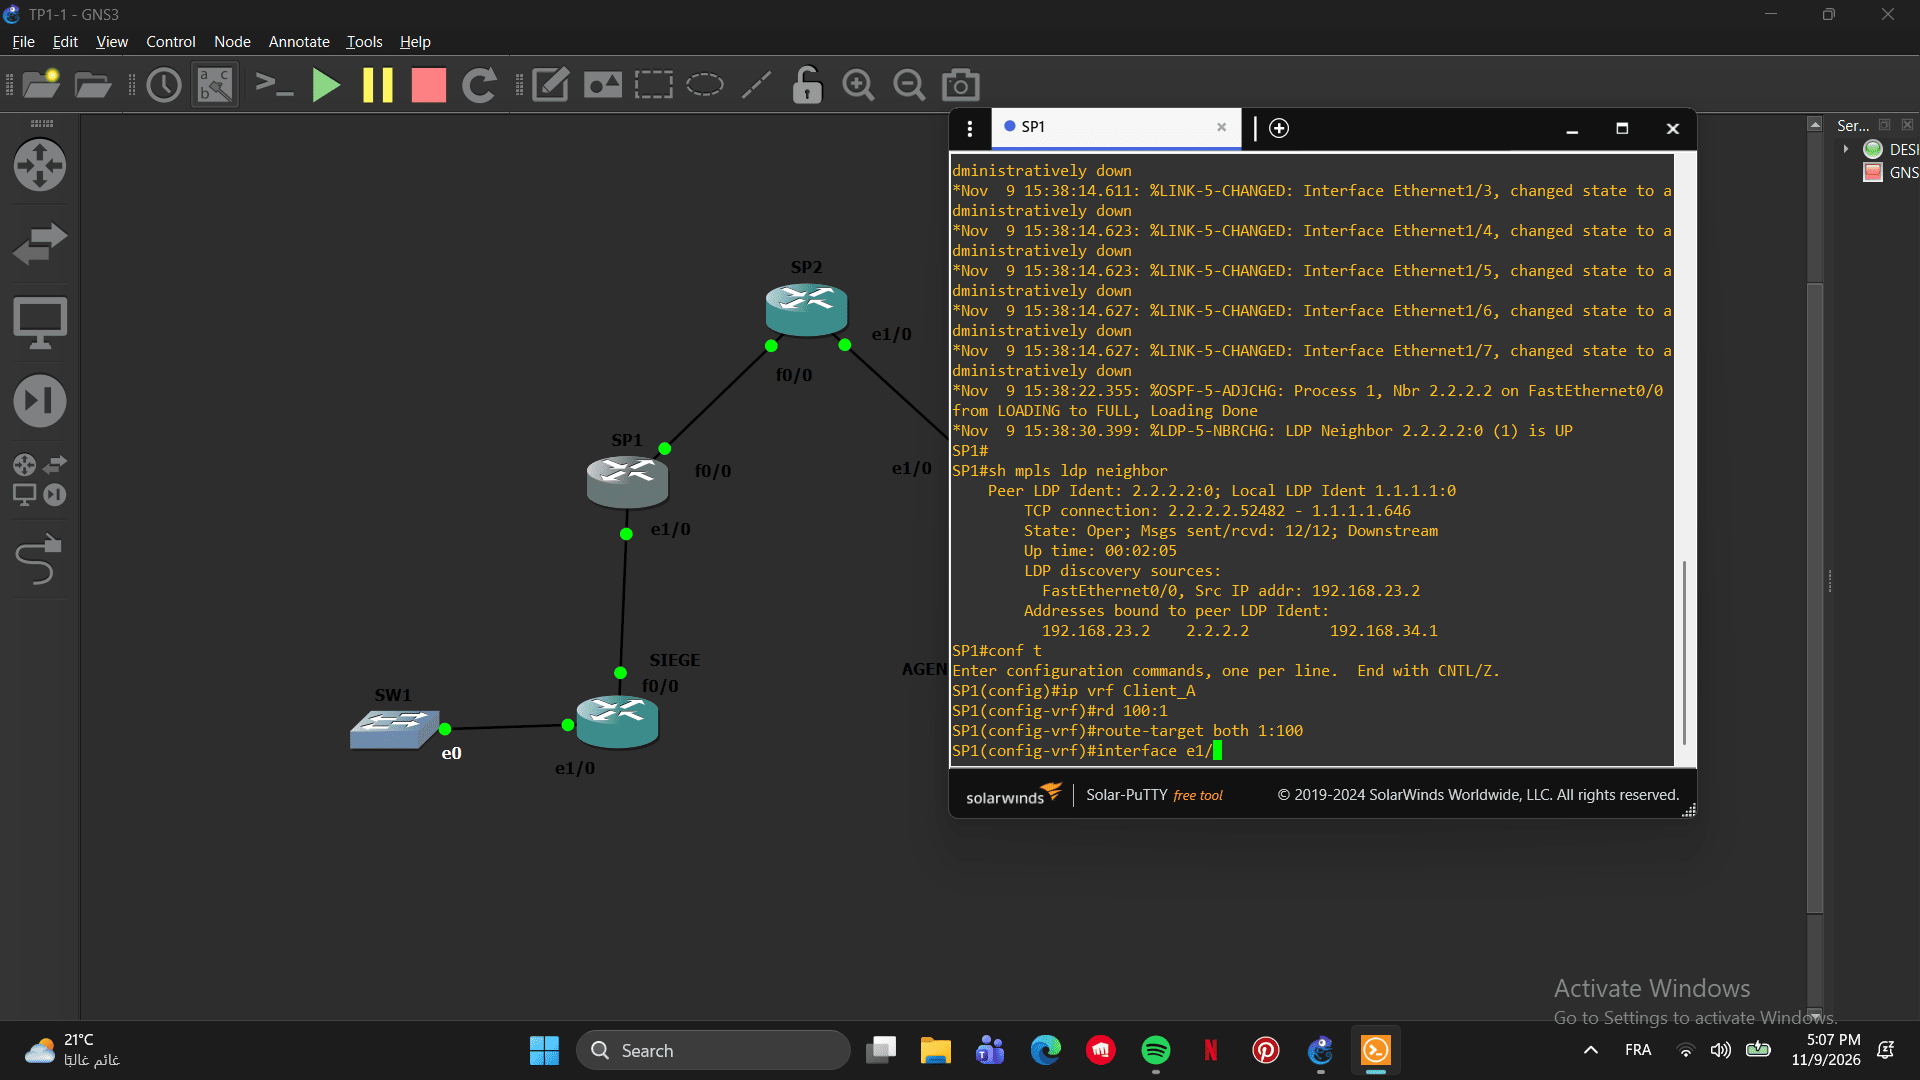 TP1-1 - GNS3
File Edit View Control Node Annotate Tools Help
SP1
dministratively down
*Nov  9 15:38:14.611: %LINK-5-CHANGED: Interface Ethernet1/3, changed state to a
dministratively down
*Nov  9 15:38:14.623: %LINK-5-CHANGED: Interface Ethernet1/4, changed state to a
dministratively down
*Nov  9 15:38:14.623: %LINK-5-CHANGED: Interface Ethernet1/5, changed state to a
dministratively down
*Nov  9 15:38:14.627: %LINK-5-CHANGED: Interface Ethernet1/6, changed state to a
dministratively down
*Nov  9 15:38:14.627: %LINK-5-CHANGED: Interface Ethernet1/7, changed state to a
dministratively down
*Nov  9 15:38:22.355: %OSPF-5-ADJCHG: Process 1, Nbr 2.2.2.2 on FastEthernet0/0
from LOADING to FULL, Loading Done
*Nov  9 15:38:30.399: %LDP-5-NBRCHG: LDP Neighbor 2.2.2.2:0 (1) is UP
SP1#
SP1#sh mpls ldp neighbor
    Peer LDP Ident: 2.2.2.2:0; Local LDP Ident 1.1.1.1:0
        TCP connection: 2.2.2.2.52482 - 1.1.1.1.646
        State: Oper; Msgs sent/rcvd: 12/12; Downstream
        Up time: 00:02:05
        LDP discovery sources:
          FastEthernet0/0, Src IP addr: 192.168.23.2
        Addresses bound to peer LDP Ident:
          192.168.23.2    2.2.2.2         192.168.34.1
SP1#conf t
Enter configuration commands, one per line.  End with CNTL/Z.
SP1(config)#ip vrf Client_A
SP1(config-vrf)#rd 100:1
SP1(config-vrf)#route-target both 1:100
SP1(config-vrf)#interface e1/
solarwinds Solar-PuTTY free tool © 2019-2024 SolarWinds Worldwide, LLC. All rights reserved.
Ser...
DESI
GNS
SP2
e1/0
f0/0
SP1
f0/0
e1/0
e1/0
SIEGE
f0/0
AGEN
SW1
e0
e1/0
Activate Windows
Go to Settings to activate Windows.
21°C
غائم غالبًا
Search
FRA
5:07 PM
11/9/2026